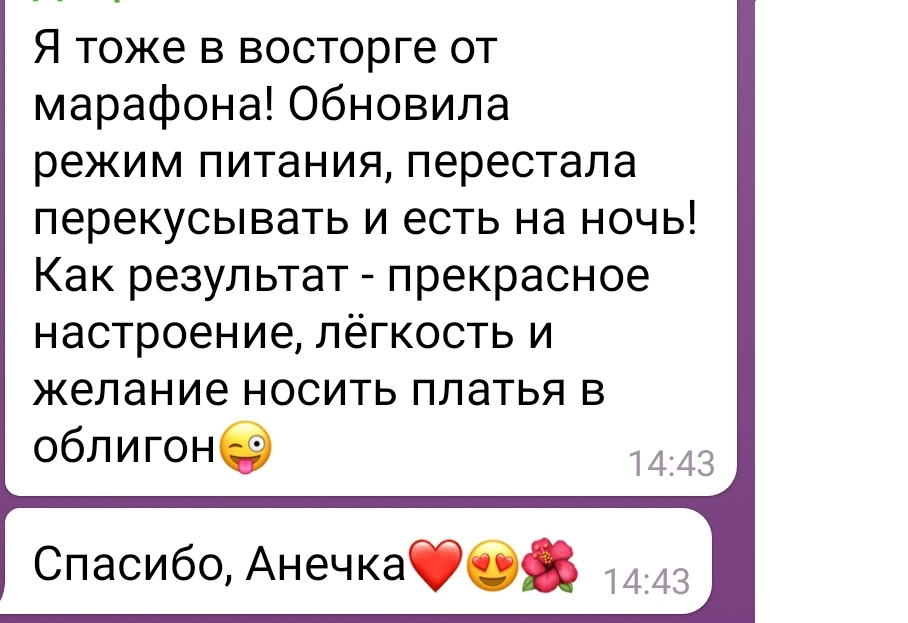 Я тоже в восторге от
марафона! Обновила
режим питания, перестала
перекусывать и есть на ночь!
Как результат - прекрасное
настроение, лёгкость и
желание носить платья в
облигон😜
14:43
Спасибо, Анечка❤️😍🌺
14:43